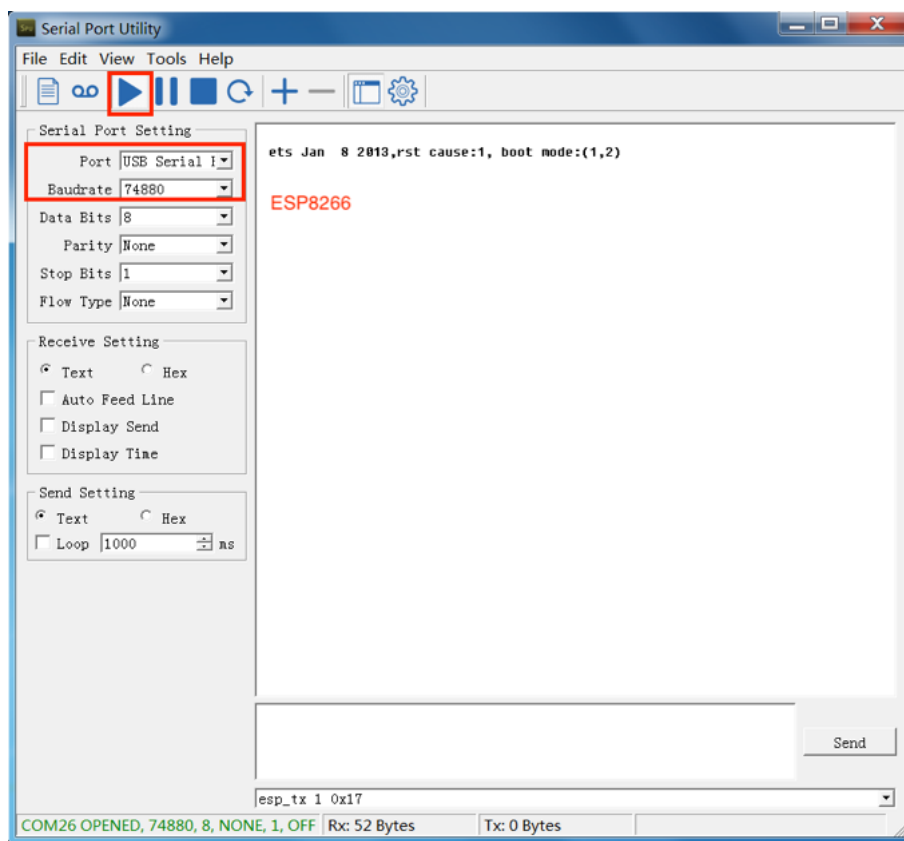 Serial Port Utility
File Edit View Tools Help
Serial Port Setting
Port USB Serial
Baudrate 74880
Data Bits 8
Parity None
Stop Bits 1
Flow Type None
Receive Setting
Text Hex
Auto Feed Line
Display Send
Display Time
Send Setting
Text Hex
Loop 1000 ms
ets Jan 8 2013,rst cause:1, boot mode:(1,2)
ESP8266
Send
esp_tx 1 0x17
COM26 OPENED, 74880, 8, NONE, 1, OFF Rx: 52 Bytes Tx: 0 Bytes